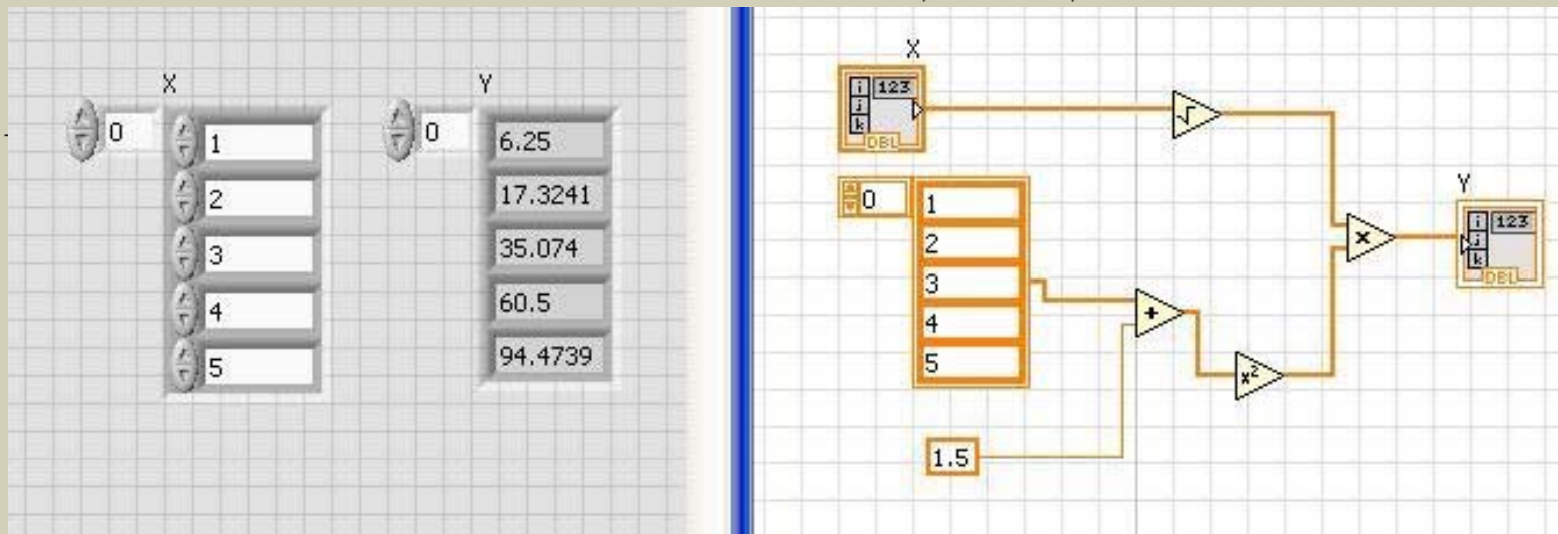 X Y
0 1 0 6.25
2 17.3241
3 35.074
4 60.5
5 94.4739
X
i 123
j
k
DBL
√
0 1
2
3
4
5
+
1.5
x²
x
Y
i 123
j
k
DBL